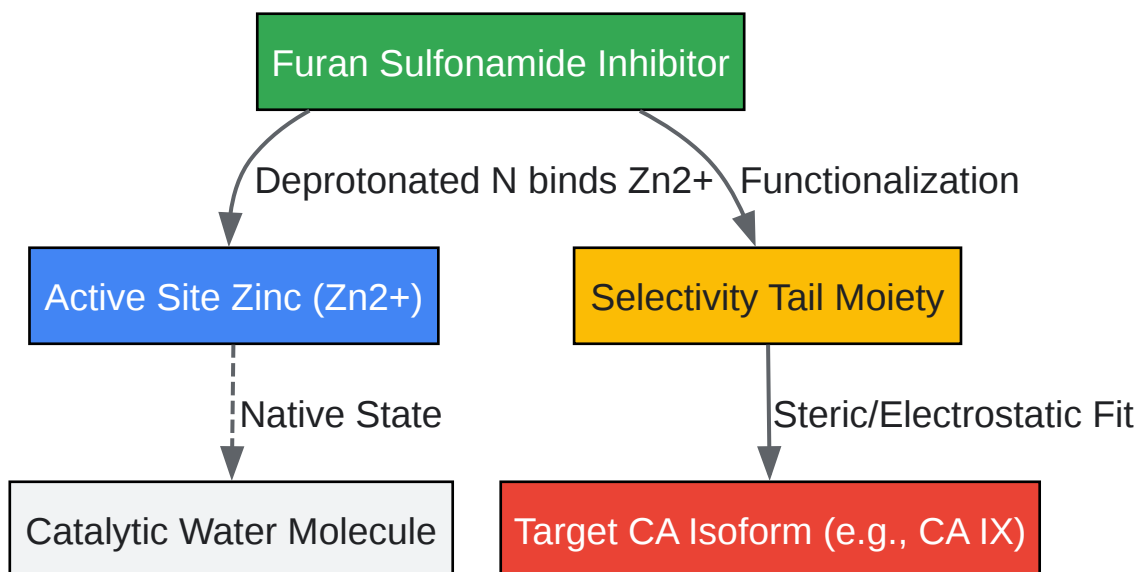 Furan Sulfonamide Inhibitor
Deprotonated N binds Zn2+
Functionalization
Active Site Zinc (Zn2+)
Selectivity Tail Moiety
Native State
Steric/Electrostatic Fit
Catalytic Water Molecule
Target CA Isoform (e.g., CA IX)